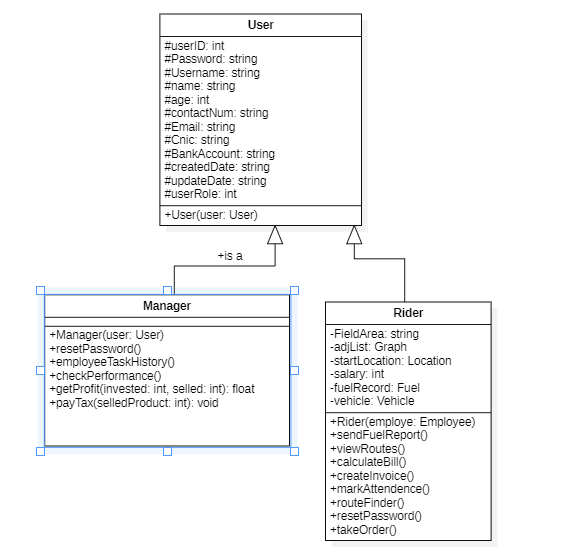 User
#userID: int
#Password: string
#Username: string
#name: string
#age: int
#contactNum: string
#Email: string
#Cnic: string
#BankAccount: string
#createdDate: string
#updateDate: string
#userRole: int
+User(user: User)
+is a
Manager
+Manager(user: User)
+resetPassword()
+employeeTaskHistory()
+checkPerformance()
+getProfit(invested: int, selled: int): float
+payTax(selledProduct: int): void
Rider
-FieldArea: string
-adjList: Graph
-startLocation: Location
-salary: int
-fuelRecord: Fuel
-vehicle: Vehicle
+Rider(employe: Employee)
+sendFuelReport()
+viewRoutes()
+calculateBill()
+createInvoice()
+markAttendence()
+routeFinder()
+resetPassword()
+takeOrder()